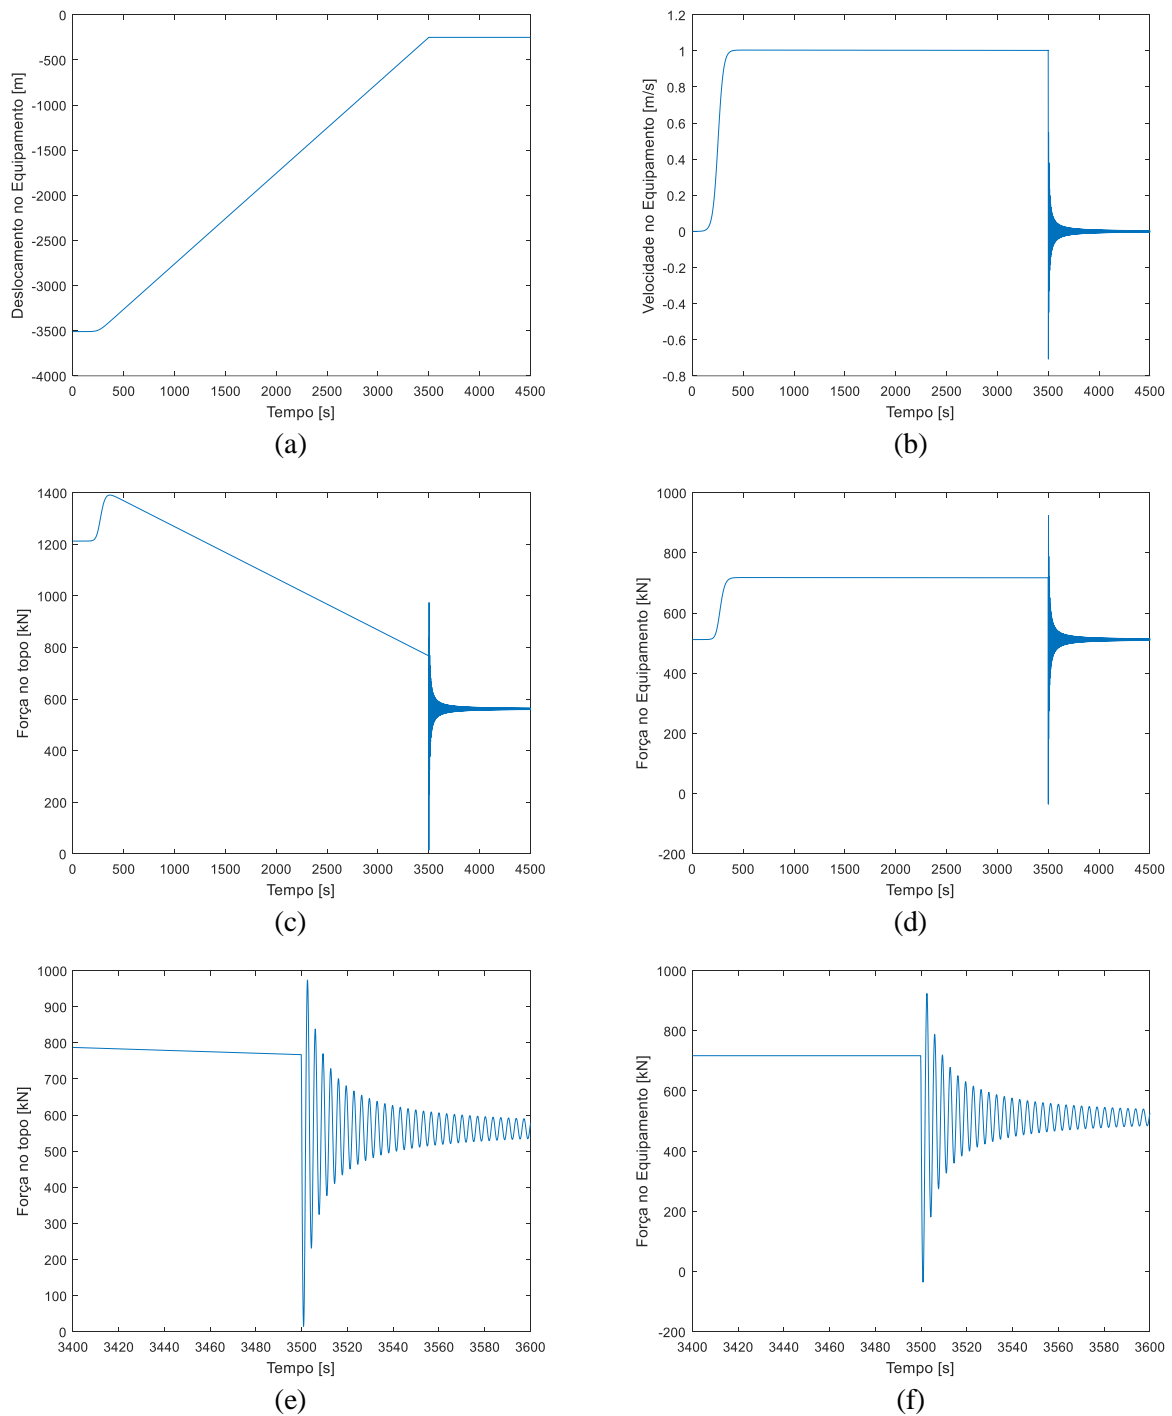 0
-500
-1000
-1500
-2000
-2500
-3000
-3500
-4000
Deslocamento no Equipamento [m]
0 500 1000 1500 2000 2500 3000 3500 4000 4500
Tempo [s]
(a)
1.2
1
0.8
0.6
0.4
0.2
0
-0.2
-0.4
-0.6
-0.8
Velocidade no Equipamento [m/s]
0 500 1000 1500 2000 2500 3000 3500 4000 4500
Tempo [s]
(b)
1400
1200
1000
800
600
400
200
0
Força no topo [kN]
0 500 1000 1500 2000 2500 3000 3500 4000 4500
Tempo [s]
(c)
1000
800
600
400
200
0
-200
Força no Equipamento [kN]
0 500 1000 1500 2000 2500 3000 3500 4000 4500
Tempo [s]
(d)
1000
900
800
700
600
500
400
300
200
100
0
Força no topo [kN]
3400 3420 3440 3460 3480 3500 3520 3540 3560 3580 3600
Tempo [s]
(e)
1000
800
600
400
200
0
-200
Força no Equipamento [kN]
3400 3420 3440 3460 3480 3500 3520 3540 3560 3580 3600
Tempo [s]
(f)